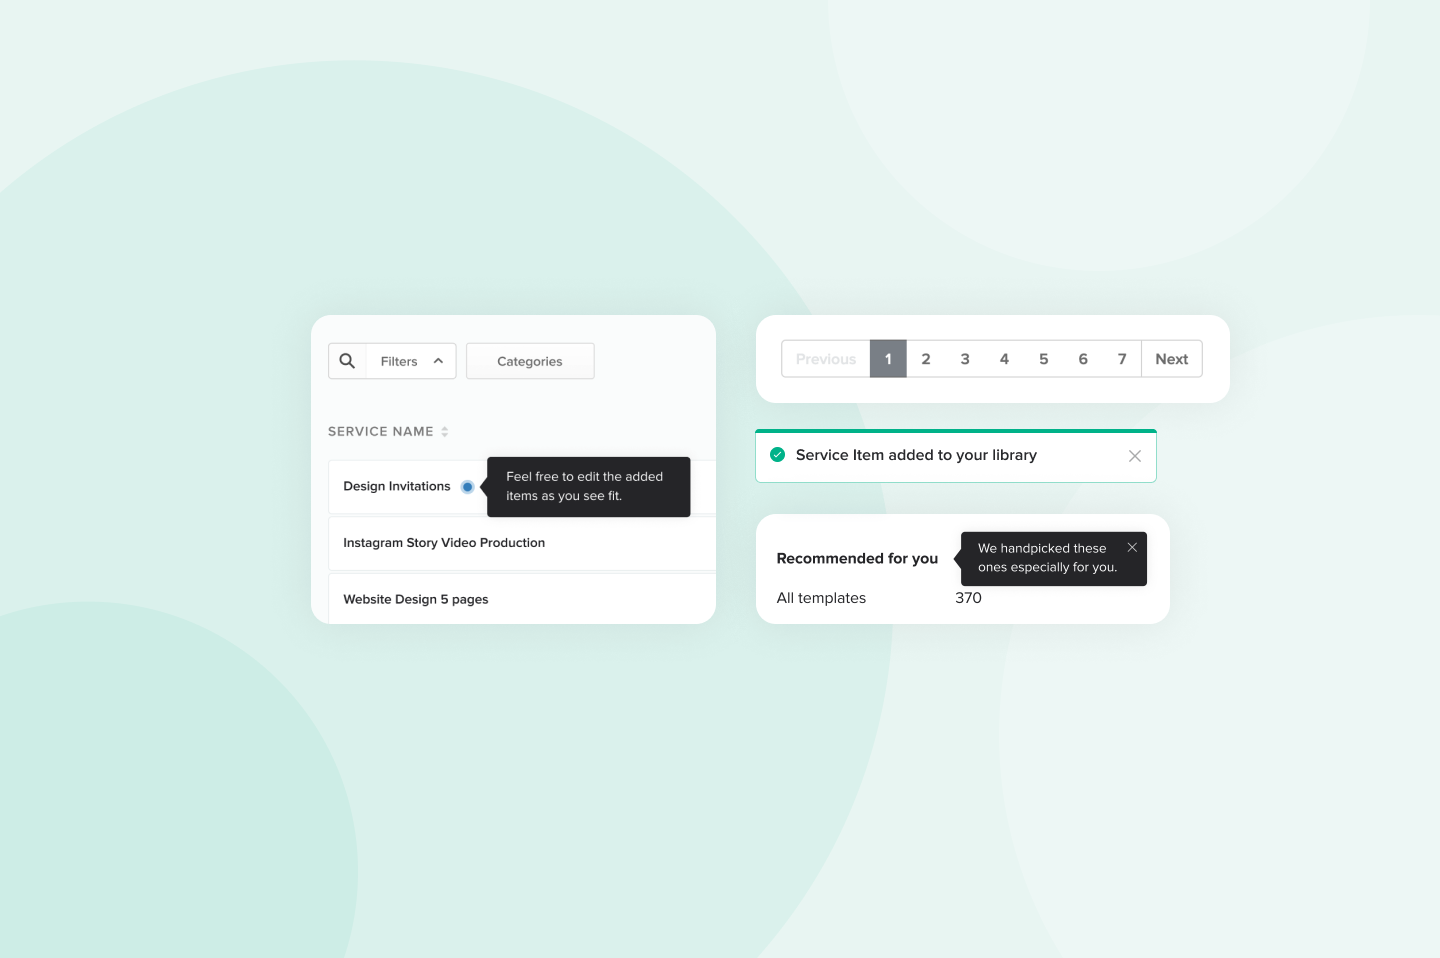 Filters
Categories
SERVICE NAME
Design Invitations
Feel free to edit the added
items as you see fit.
Instagram Story Video Production
Website Design 5 pages
Previous 1 2 3 4 5 6 7 Next
Service Item added to your library
Recommended for you
We handpicked these
ones especially for you.
All templates 370